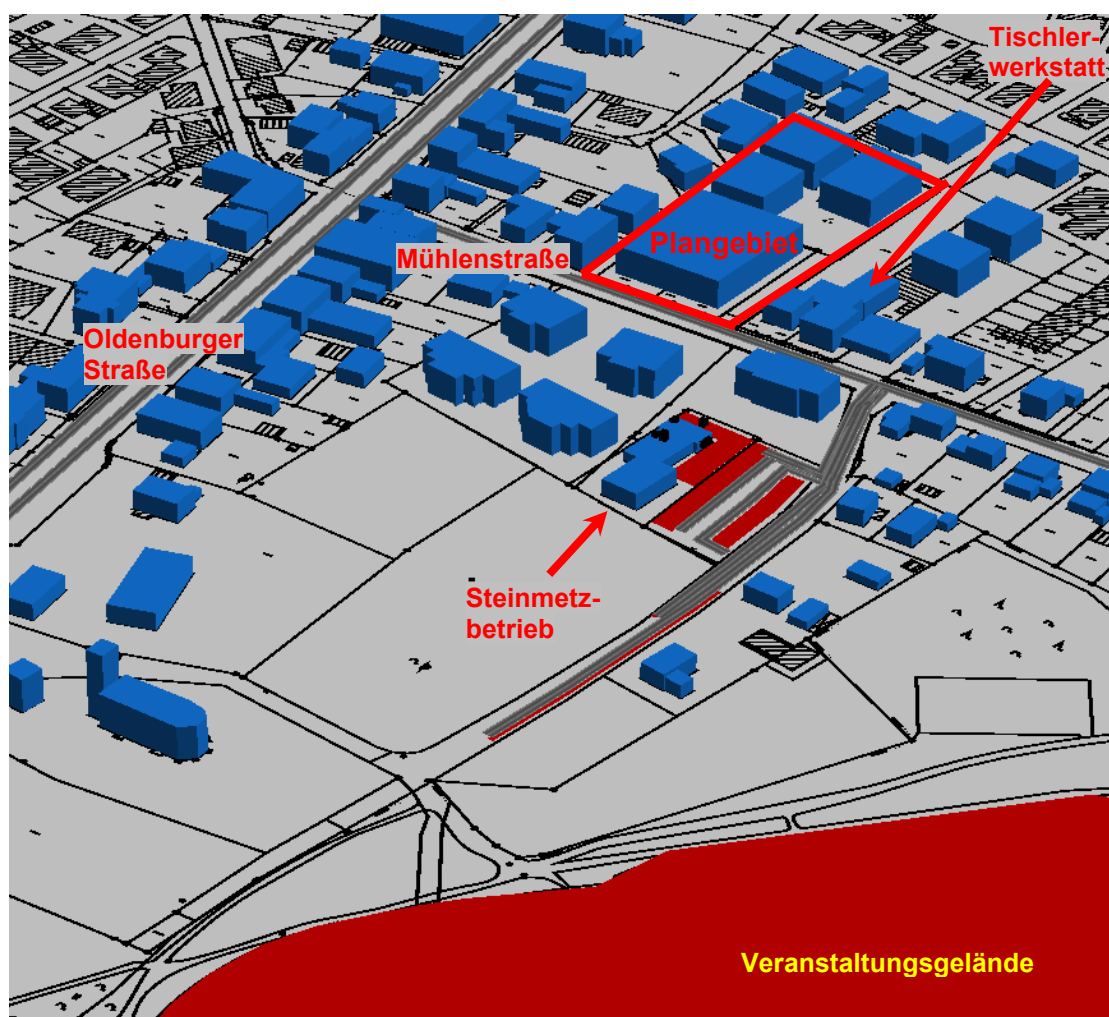 Tischler-
werkstatt
Plangebiet
Mühlenstraße
Oldenburger
Straße
Steinmetz-
betrieb
Veranstaltungsgelände